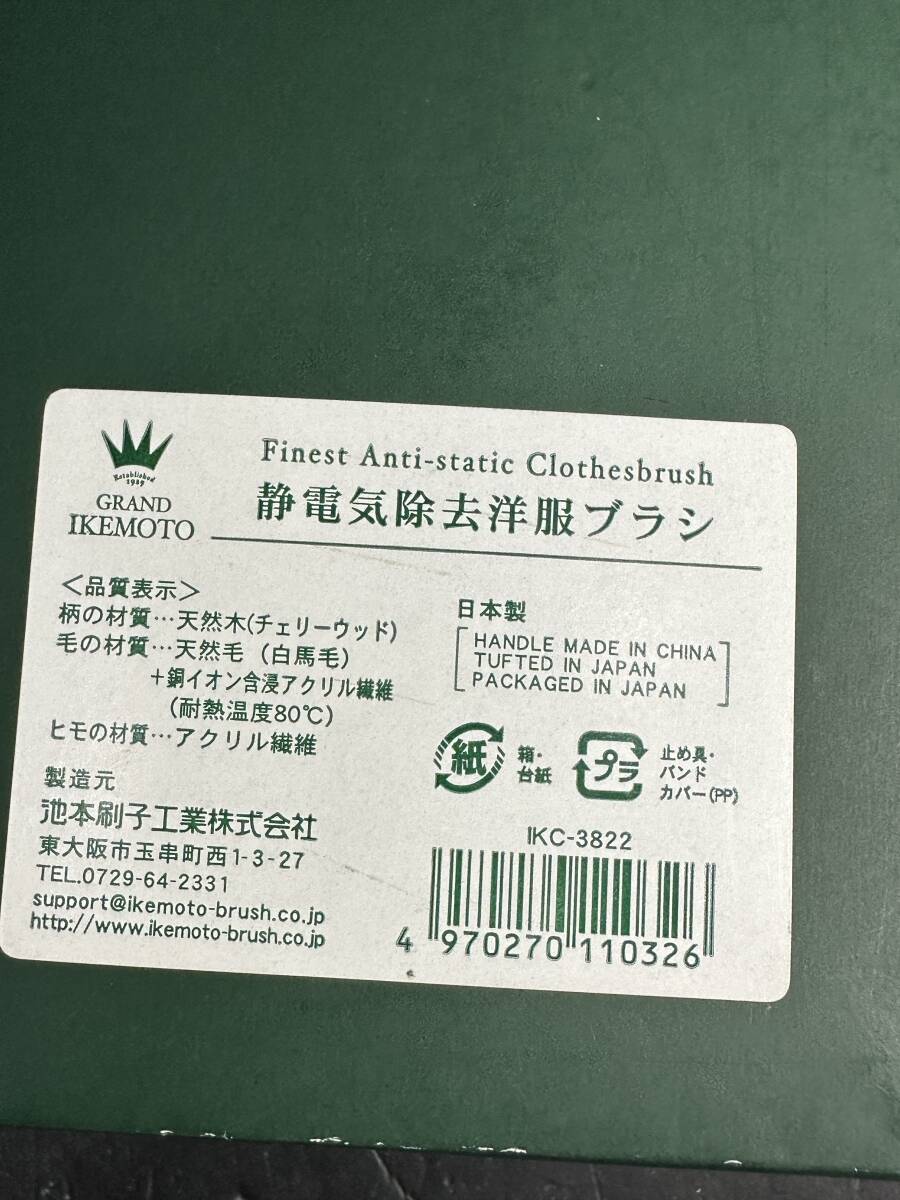 Established
1929
GRAND
IKEMOTO
Finest Anti-static Clothesbrush
静電気除去洋服ブラシ
＜品質表示＞
柄の材質…天然木(チェリーウッド)
毛の材質…天然毛（白馬毛）
＋銅イオン含浸アクリル繊維
（耐熱温度80℃）
ヒモの材質…アクリル繊維
製造元
池本刷子工業株式会社
東大阪市玉串町西1-3-27
TEL.0729-64-2331
support@ikemoto-brush.co.jp
http://www.ikemoto-brush.co.jp
日本製
HANDLE MADE IN CHINA
TUFTED IN JAPAN
PACKAGED IN JAPAN
紙
箱・
台紙
プラ
止め具・
バンド
カバー(PP)
IKC-3822
4 970270 110326